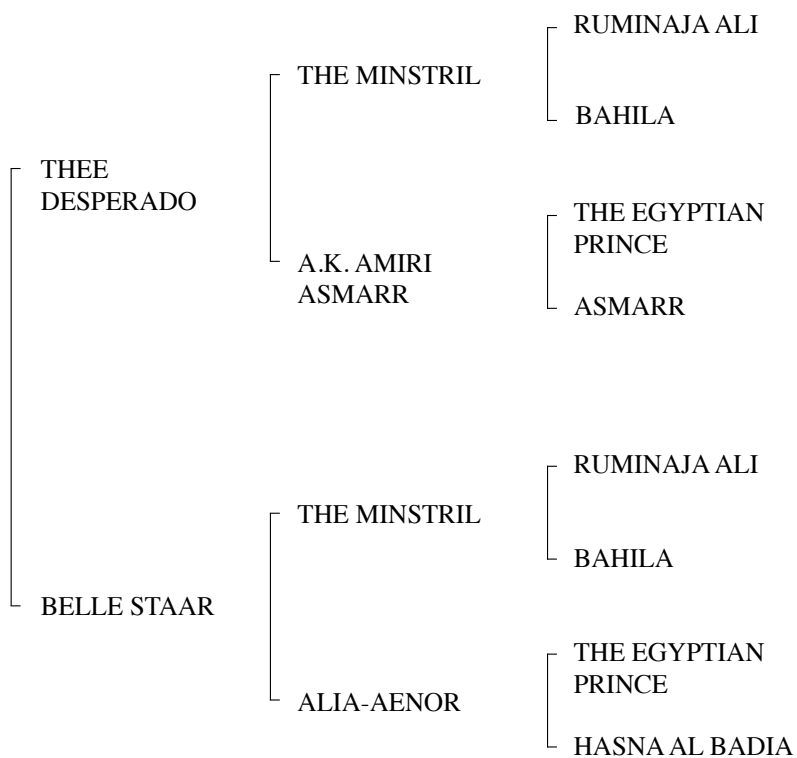 RUMINAJA ALI
THE MINSTRIL
BAHILA
THEE
DESPERADO
THE EGYPTIAN
PRINCE
A.K. AMIRI
ASMARR
ASMARR
RUMINAJA ALI
THE MINSTRIL
BAHILA
BELLE STAAR
THE EGYPTIAN
PRINCE
ALIA-AENOR
HASNA AL BADIA